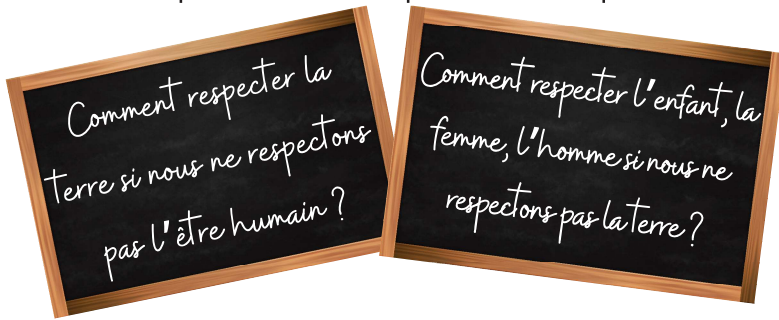 Comment respecter la
terre si nous ne respectons
pas l'être humain ?
Comment respecter l'enfant, la
femme, l'homme si nous ne
respectons pas la terre ?